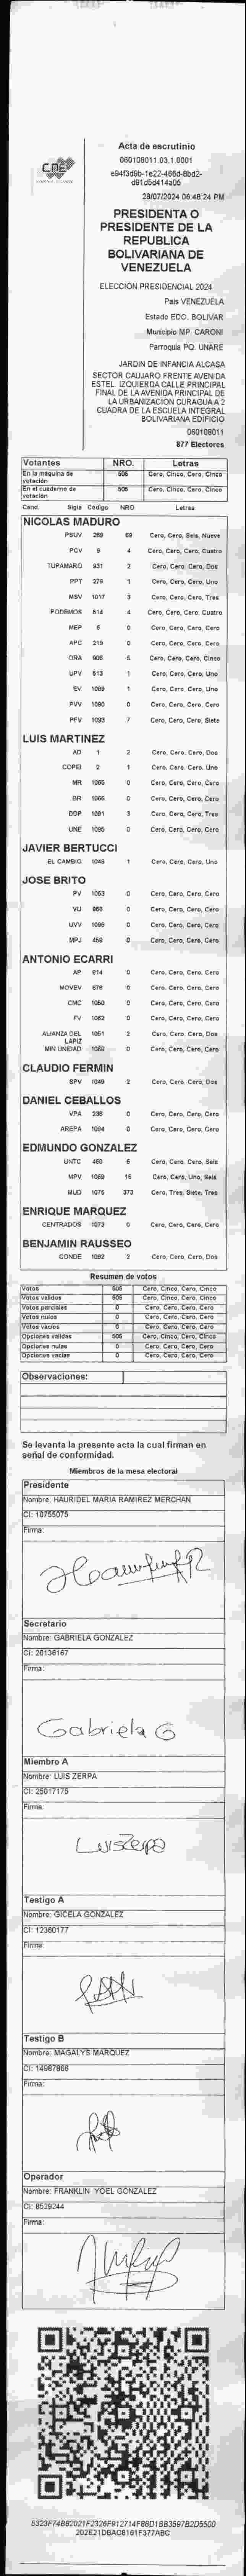 CNE
Acta de escrutinio
060108011.03.1.0001
e94f3d9b-1e22-466d-8bd2-
d91d5d414a05
28/07/2024 06:48:24 PM
PRESIDENTA O
PRESIDENTE DE LA
REPUBLICA
BOLIVARIANA DE
VENEZUELA
ELECCIÓN PRESIDENCIAL 2024
Pais VENEZUELA
Estado EDO. BOLIVAR
Municipio MP. CARONI
Parroquia PQ. UNARE
JARDIN DE INFANCIA ALCASA
SECTOR CAUJARO FRENTE AVENIDA
ESTEL IZQUIERDA CALLE PRINCIPAL
FINAL DE LA AVENIDA PRINCIPAL DE
LA URBANIZACION CURAGUA A 2
CUADRA DE LA ESCUELA INTEGRAL
BOLIVARIANA EDIFICIO
060108011
877 Electores
Votantes NRO. Letras
En la máquina de votación 505 Cero, Cinco, Cero, Cinco
En el cuaderno de votación 505 Cero, Cinco, Cero, Cinco
Cand. Sigla Código NRO Letras
NICOLAS MADURO
PSUV 269 69 Cero, Cero, Seis, Nueve
PCV 9 4 Cero, Cero, Cero, Cuatro
TUPAMARO 931 2 Cero, Cero, Cero, Dos
PPT 276 1 Cero, Cero, Cero, Uno
MSV 1017 3 Cero, Cero, Cero, Tres
PODEMOS 514 4 Cero, Cero, Cero, Cuatro
MEP 6 0 Cero, Cero, Cero, Cero
APC 219 0 Cero, Cero, Cero, Cero
ORA 906 5 Cero, Cero, Cero, Cinco
UPV 513 1 Cero, Cero, Cero, Uno
EV 1089 1 Cero, Cero, Cero, Uno
PVV 1090 0 Cero, Cero, Cero, Cero
PFV 1093 7 Cero, Cero, Cero, Siete
LUIS MARTINEZ
AD 1 2 Cero, Cero, Cero, Dos
COPEI 2 1 Cero, Cero, Cero, Uno
MR 1065 0 Cero, Cero, Cero, Cero
BR 1066 0 Cero, Cero, Cero, Cero
DDP 1081 3 Cero, Cero, Cero, Tres
UNE 1095 0 Cero, Cero, Cero, Cero
JAVIER BERTUCCI
EL CAMBIO 1048 1 Cero, Cero, Cero, Uno
JOSE BRITO
PV 1053 0 Cero, Cero, Cero, Cero
VU 868 0 Cero, Cero, Cero, Cero
UVV 1096 0 Cero, Cero, Cero, Cero
MPJ 458 0 Cero, Cero, Cero, Cero
ANTONIO ECARRI
AP 914 0 Cero, Cero, Cero, Cero
MOVEV 878 0 Cero, Cero, Cero, Cero
CMC 1050 0 Cero, Cero, Cero, Cero
FV 1082 0 Cero, Cero, Cero, Cero
ALIANZA DEL LAPIZ 1051 2 Cero, Cero, Cero, Dos
MIN UNIDAD 1069 0 Cero, Cero, Cero, Cero
CLAUDIO FERMIN
SPV 1049 2 Cero, Cero, Cero, Dos
DANIEL CEBALLOS
VPA 238 0 Cero, Cero, Cero, Cero
AREPA 1094 0 Cero, Cero, Cero, Cero
EDMUNDO GONZALEZ
UNTC 460 6 Cero, Cero, Cero, Seis
MPV 1069 16 Cero, Cero, Uno, Seis
MUD 1075 373 Cero, Tres, Siete, Tres
ENRIQUE MARQUEZ
CENTRADOS 1073 0 Cero, Cero, Cero, Cero
BENJAMIN RAUSSEO
CONDE 1092 2 Cero, Cero, Cero, Dos
Resumen de votos
Votos 505 Cero, Cinco, Cero, Cinco
Votos validos 505 Cero, Cinco, Cero, Cinco
Votos parciales 0 Cero, Cero, Cero, Cero
Votos nulos 0 Cero, Cero, Cero, Cero
Votos vacios 0 Cero, Cero, Cero, Cero
Opciones validas 505 Cero, Cinco, Cero, Cinco
Opciones nulas 0 Cero, Cero, Cero, Cero
Opciones vacias 0 Cero, Cero, Cero, Cero
Observaciones:
Se levanta la presente acta la cual firman en
señal de conformidad.
Miembros de la mesa electoral
Presidente
Nombre: HAURIDEL MARIA RAMIREZ MERCHAN
CI: 10755075
Firma:
Secretario
Nombre: GABRIELA GONZALEZ
CI: 20136167
Firma:
Gabriela G
Miembro A
Nombre: LUIS ZERPA
CI: 25017175
Firma:
Luis Zerpa
Testigo A
Nombre: GICELA GONZALEZ
CI: 12360177
Firma:
Testigo B
Nombre: MAGALYS MARQUEZ
CI: 14987866
Firma:
Operador
Nombre: FRANKLIN YOEL GONZALEZ
CI: 8529244
Firma:
5323F74B82021F2326F912714F88D1BB3597B2D5500
202E21DBAC8161F377ABC